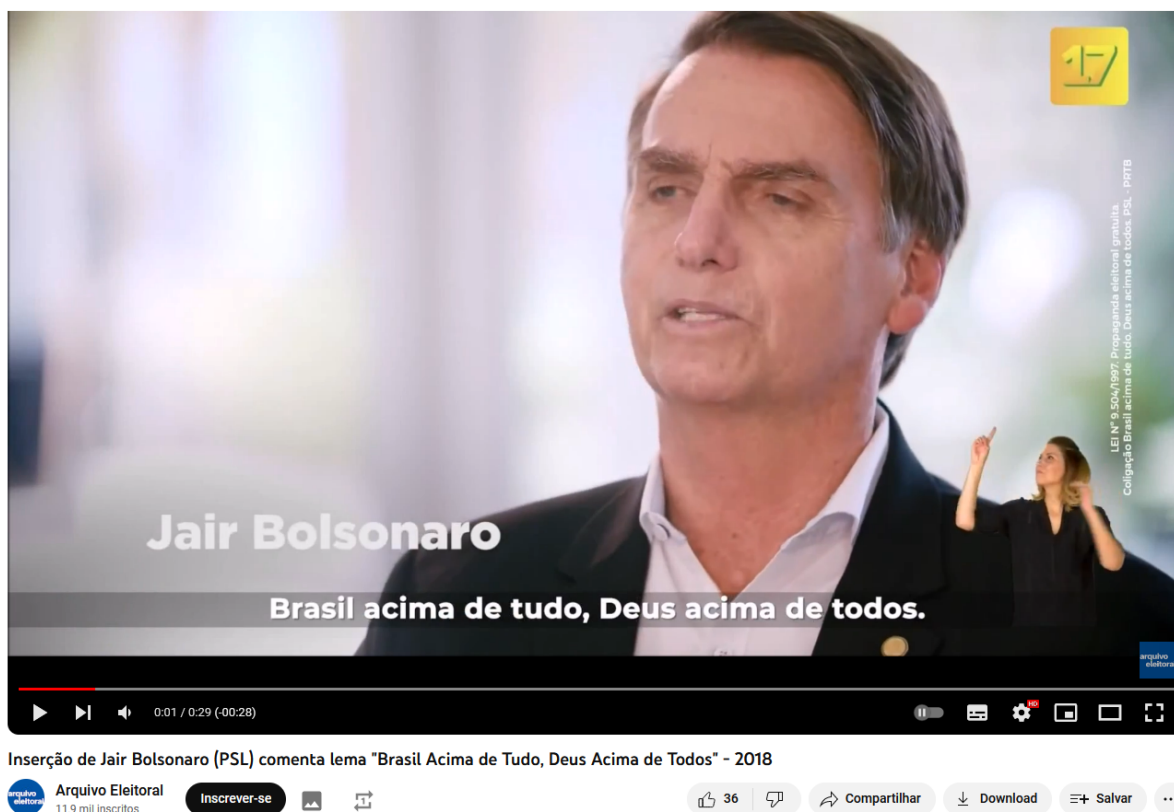 17
LEI Nº 9.504/1997. Propaganda eleitoral gratuita.
Coligação Brasil acima de tudo. Deus acima de todos. PSL - PRTB
Jair Bolsonaro
Brasil acima de tudo, Deus acima de todos.
arquivo
eleitoral
0:01 / 0:29 (-00:28)
HD
Inserção de Jair Bolsonaro (PSL) comenta lema "Brasil Acima de Tudo, Deus Acima de Todos" - 2018
arquivo
eleitoral
Arquivo Eleitoral
11,9 mil inscritos
Inscrever-se
1
36
Compartilhar
Download
Salvar